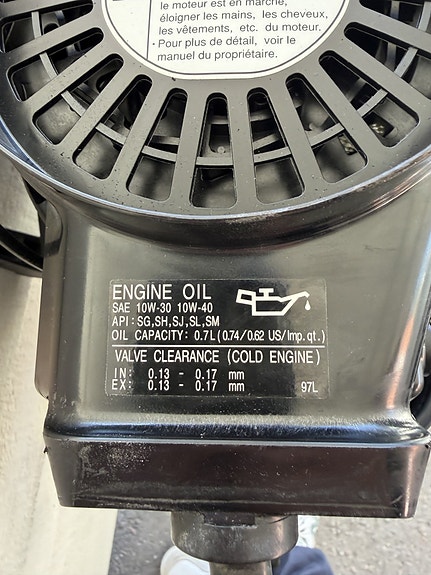 le moteur est en marche,
éloigner les mains, les cheveux,
les vêtements, etc. du moteur.
· Pour plus de détail, voir le
manuel du propriétaire.
ENGINE OIL
SAE 10W-30 10W-40
API: SG,SH,SJ,SL,SM
OIL CAPACITY: 0.7L(0.74/0.62 US/Imp.qt.)
VALVE CLEARANCE (COLD ENGINE)
IN: 0.13 - 0.17 mm
EX: 0.13 - 0.17 mm 97L